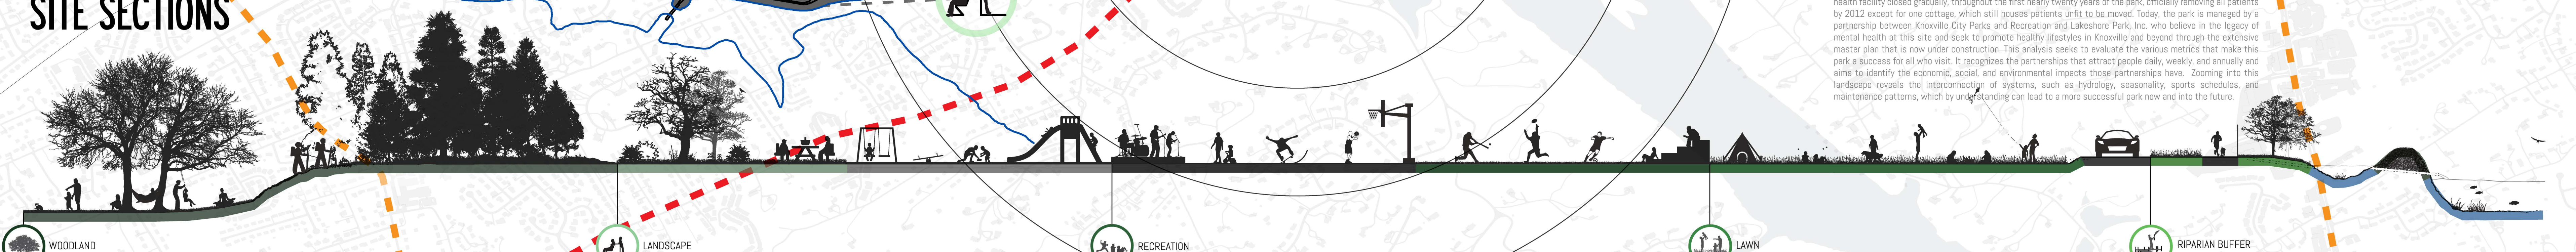 SITE SECTIONS
health facility closed gradually, throughout the first nearly twenty years of the park, officially removing all patients
by 2012 except for one cottage, which still houses patients unfit to be moved. Today, the park is managed by a
partnership between Knoxville City Parks and Recreation and Lakeshore Park, Inc. who believe in the legacy of
mental health at this site and seek to promote healthy lifestyles in Knoxville and beyond through the extensive
master plan that is now under construction. This analysis seeks to evaluate the various metrics that make this
park a success for all who visit. It recognizes the partnerships that attract people daily, weekly, and annually and
aims to identify the economic, social, and environmental impacts those partnerships have. Zooming into this
landscape reveals the interconnection of systems, such as hydrology, seasonality, sports schedules, and
maintenance patterns, which by understanding can lead to a more successful park now and into the future.
WOODLAND
LANDSCAPE
RECREATION
LAWN
RIPARIAN BUFFER